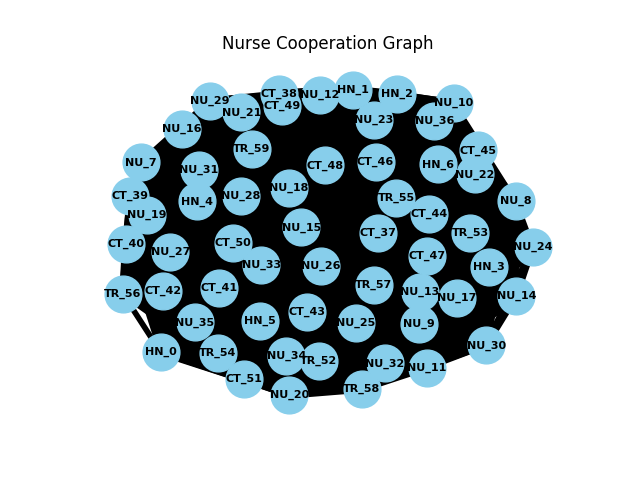 Nurse Cooperation Graph
CT_38 NU_12 HN_1 HN_2
NU_29 CT_49 NU_10
NU_21 NU_23 NU_36
NU_16
TR_59 CT_45
NU_7 CT_48 CT_46 HN_6
NU_31 NU_22
NU_18
CT_39 HN_4 NU_28 TR_55 NU_8
NU_19 CT_44
NU_15 CT_37 TR_53
CT_40 CT_50 NU_24
NU_27 CT_47
NU_33 NU_26 HN_3
TR_56 CT_42 CT_41 TR_57 NU_13 NU_17 NU_14
NU_35 HN_5 CT_43 NU_25 NU_9
HN_0 TR_54 NU_34 TR_52 NU_32 NU_30
CT_51 NU_11
NU_20 TR_58